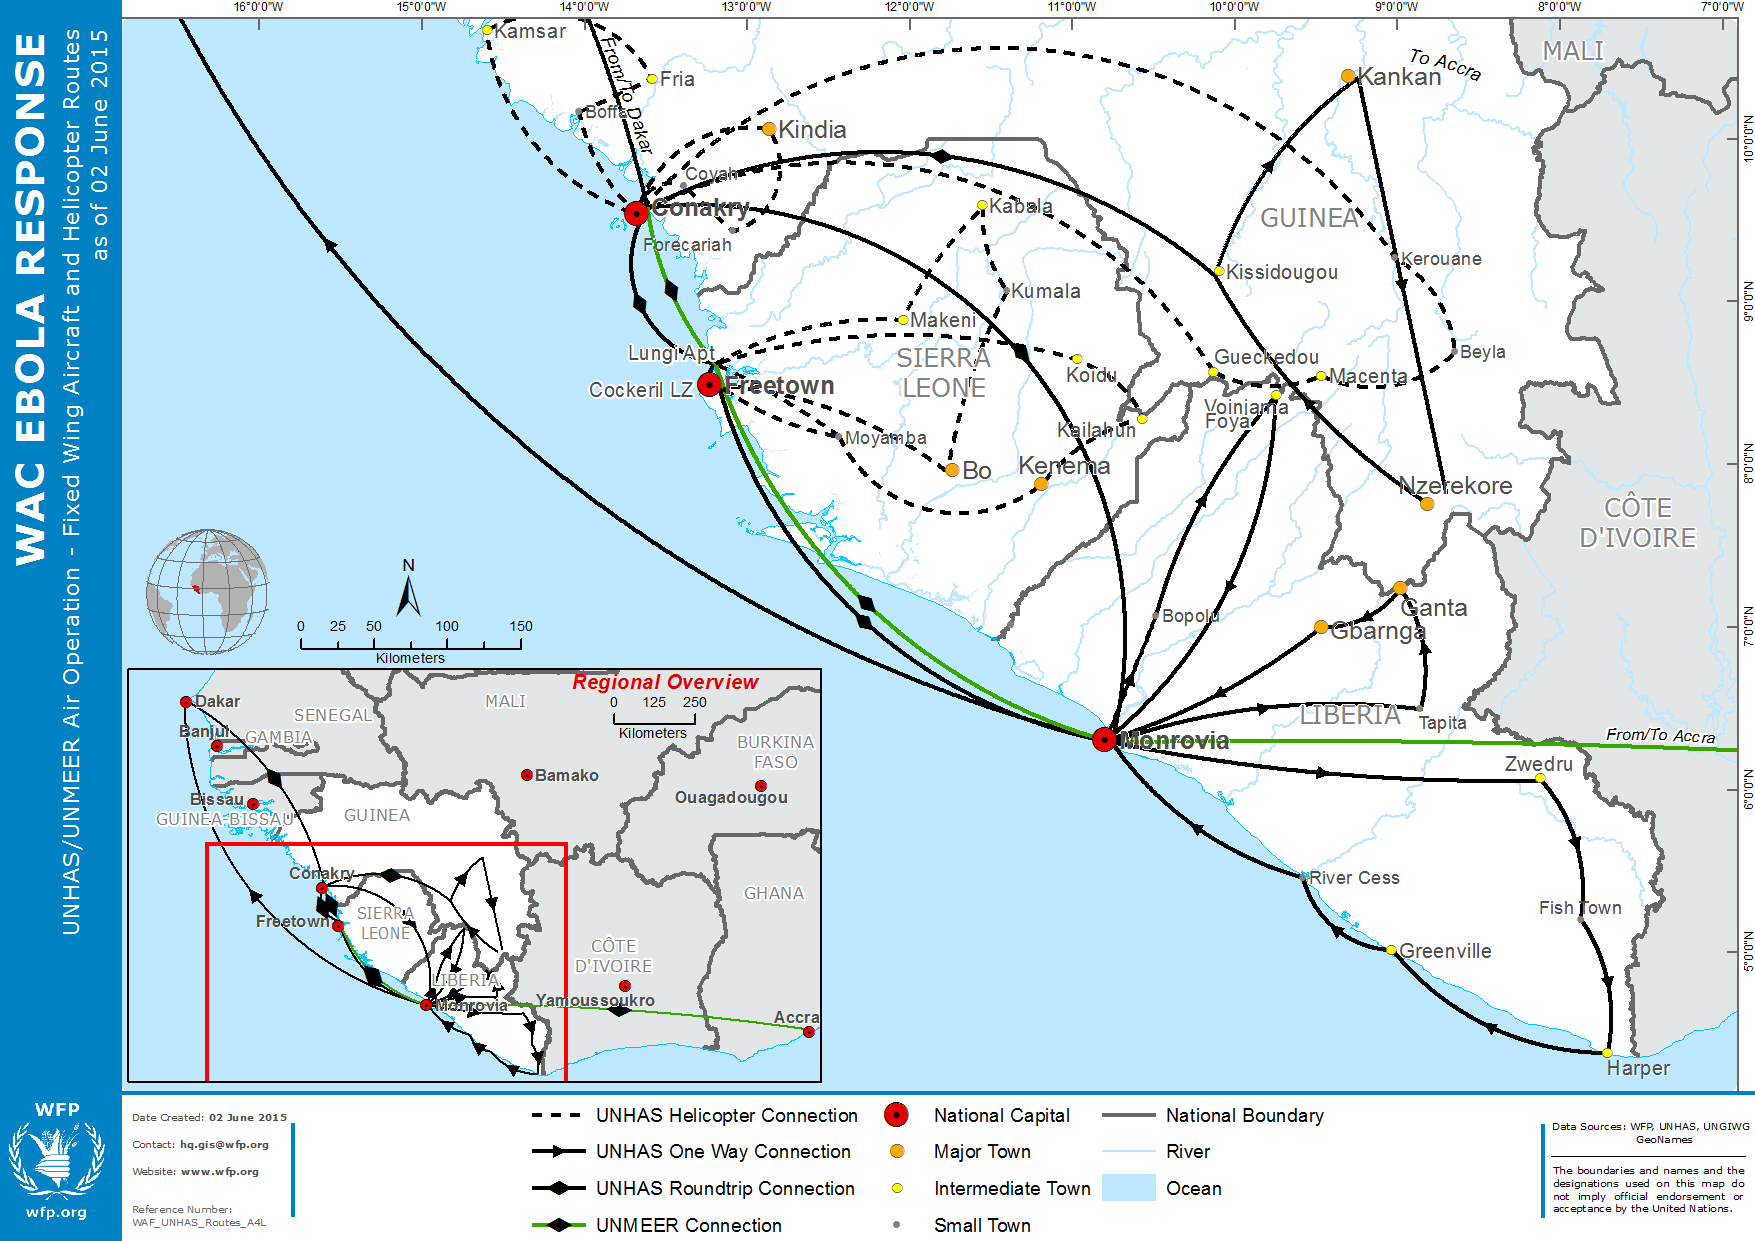 WAC EBOLA RESPONSE
UNHAS/UNMEER Air Operation - Fixed Wing Aircraft and Helicopter Routes
as of 02 June 2015
16°0'0"W
15°0'0"W
14°0'0"W
13°0'0"W
12°0'0"W
11°0'0"W
10°0'0"W
9°0'0"W
8°0'0"W
7°0'0"W
10°0'0"N
9°0'0"N
8°0'0"N
7°0'0"N
6°0'0"N
5°0'0"N
Kamsar
From/To Dakar
Fria
Boffa
Kindia
Coyah
Conakry
Forecariah
To Accra
Kankan
MALI
GUINEA
Kabala
Kissidougou
Kerouane
Kumala
Makeni
Lungi Apt
SIERRA
LEONE
Koidu
Gueckedou
Beyla
Macenta
Cockeril LZ
Freetown
Voinjama
Foya
Kailahun
Moyamba
Bo
Kenema
Nzerekore
CÔTE
D'IVOIRE
Bopolu
Ganta
Gbarnga
LIBERIA
Tapita
Monrovia
From/To Accra
Zwedru
River Cess
Fish Town
Greenville
Harper
N
0 25 50 100 150
Kilometers
Regional Overview
0 125 250
Kilometers
Dakar
SENEGAL
MALI
Banjul
GAMBIA
BURKINA
FASO
Bamako
Ouagadougou
Bissau
GUINEA-BISSAU
GUINEA
Conakry
GHANA
Freetown
SIERRA
LEONE
CÔTE
D'IVOIRE
LIBERIA
Monrovia
Yamoussoukro
Accra
WFP
wfp.org
Date Created: 02 June 2015
Contact: hq.gis@wfp.org
Website: www.wfp.org
Reference Number:
WAF_UNHAS_Routes_A4L
UNHAS Helicopter Connection
UNHAS One Way Connection
UNHAS Roundtrip Connection
UNMEER Connection
National Capital
Major Town
Intermediate Town
Small Town
National Boundary
River
Ocean
Data Sources: WFP, UNHAS, UNGIWG
GeoNames
The boundaries and names and the
designations used on this map do
not imply official endorsement or
acceptance by the United Nations.